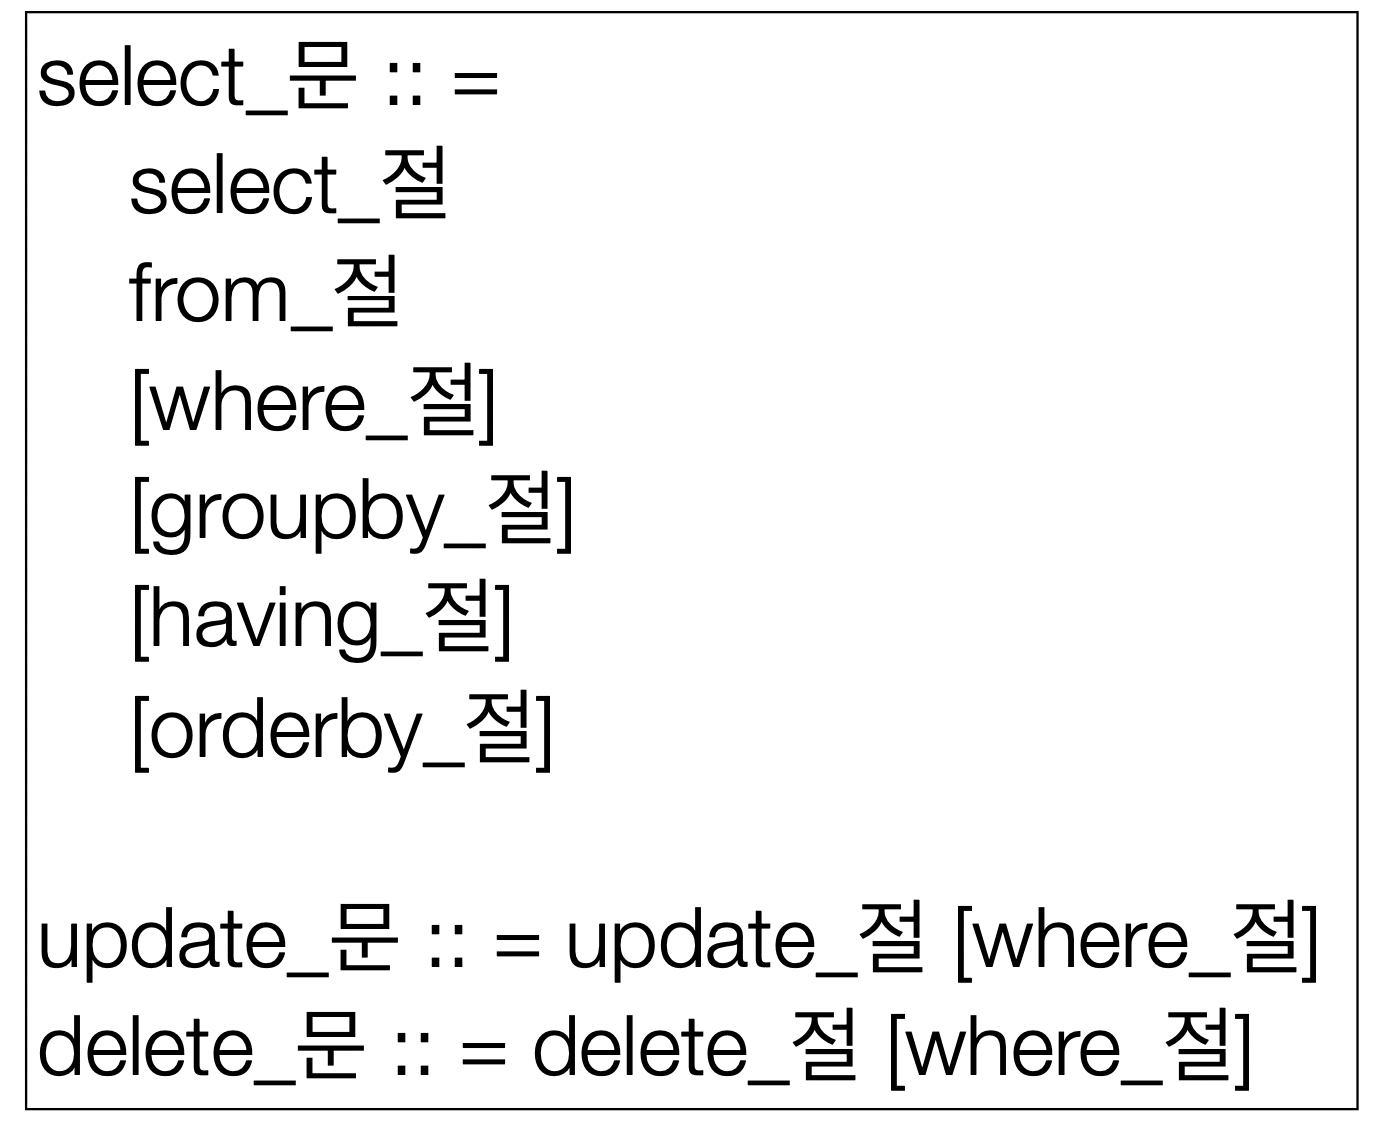 select_문 :: =
select_절
from_절
[where_절]
[groupby_절]
[having_절]
[orderby_절]
update_문 :: = update_절 [where_절]
delete_문 :: = delete_절 [where_절]